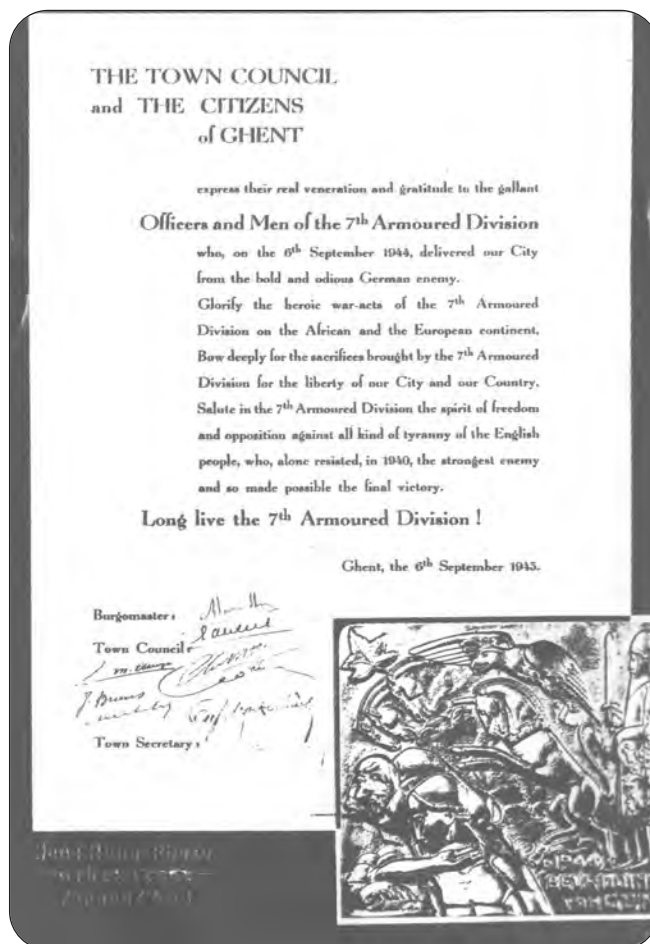 THE TOWN COUNCIL
and THE CITIZENS
of GHENT
express their real veneration and gratitude to the gallant
Officers and Men of the 7th Armoured Division
who, on the 6th September 1944, delivered our City
from the bold and odious German enemy.
Glorify the heroic war-acts of the 7th Armoured
Division on the African and the European continent.
Bow deeply for the sacrifices brought by the 7th Armoured
Division for the liberty of our City and our Country.
Salute in the 7th Armoured Division the spirit of freedom
and opposition against all kind of tyranny of the English
people, who, alone resisted, in 1940, the strongest enemy
and so made possible the final victory.
Long live the 7th Armoured Division !
Ghent, the 6th September 1945.
Burgomaster :
Town Council :
Town Secretary :